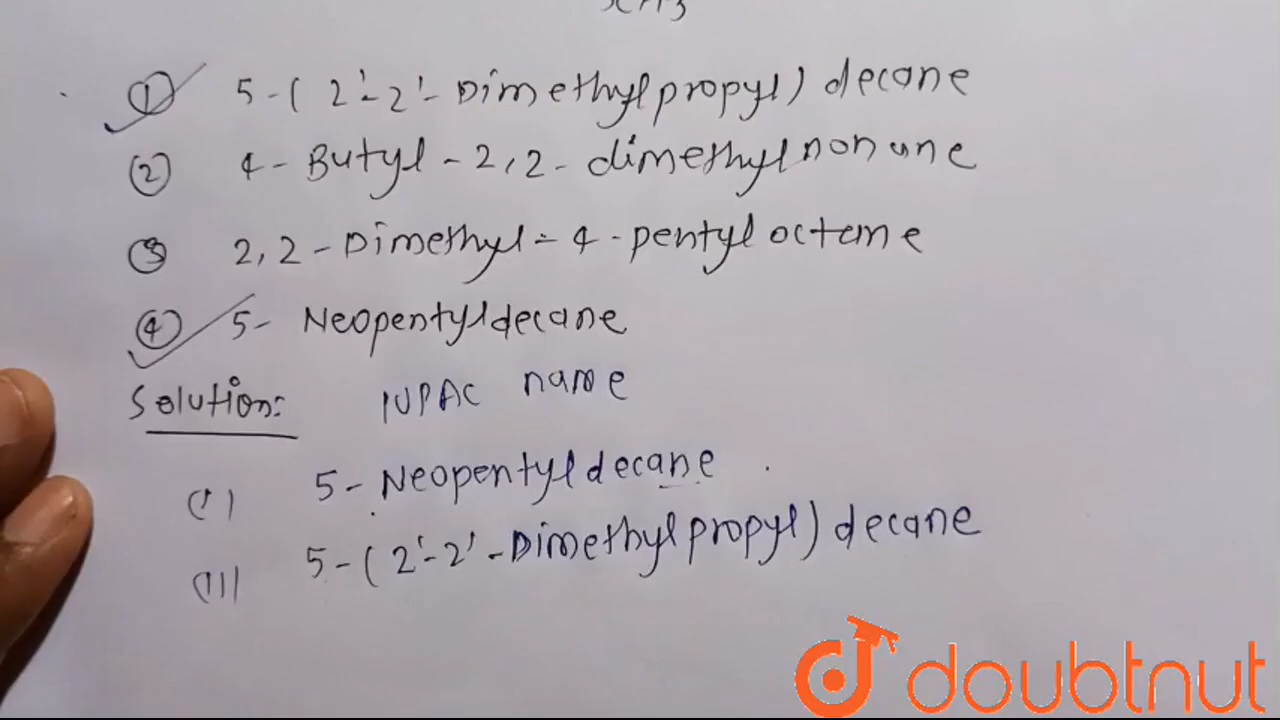 ① 5-( 2'-2'- Dimethylpropyl) decane
② 4- Butyl - 2,2- dimethylnonane
③ 2,2-Dimethyl-4-pentyloctane
④ 5- Neopentyldecane
Solution: IUPAC name
(I) 5-Neopentyldecane.
(II) 5-(2'-2'-Dimethylpropyl) decane
doubtnut